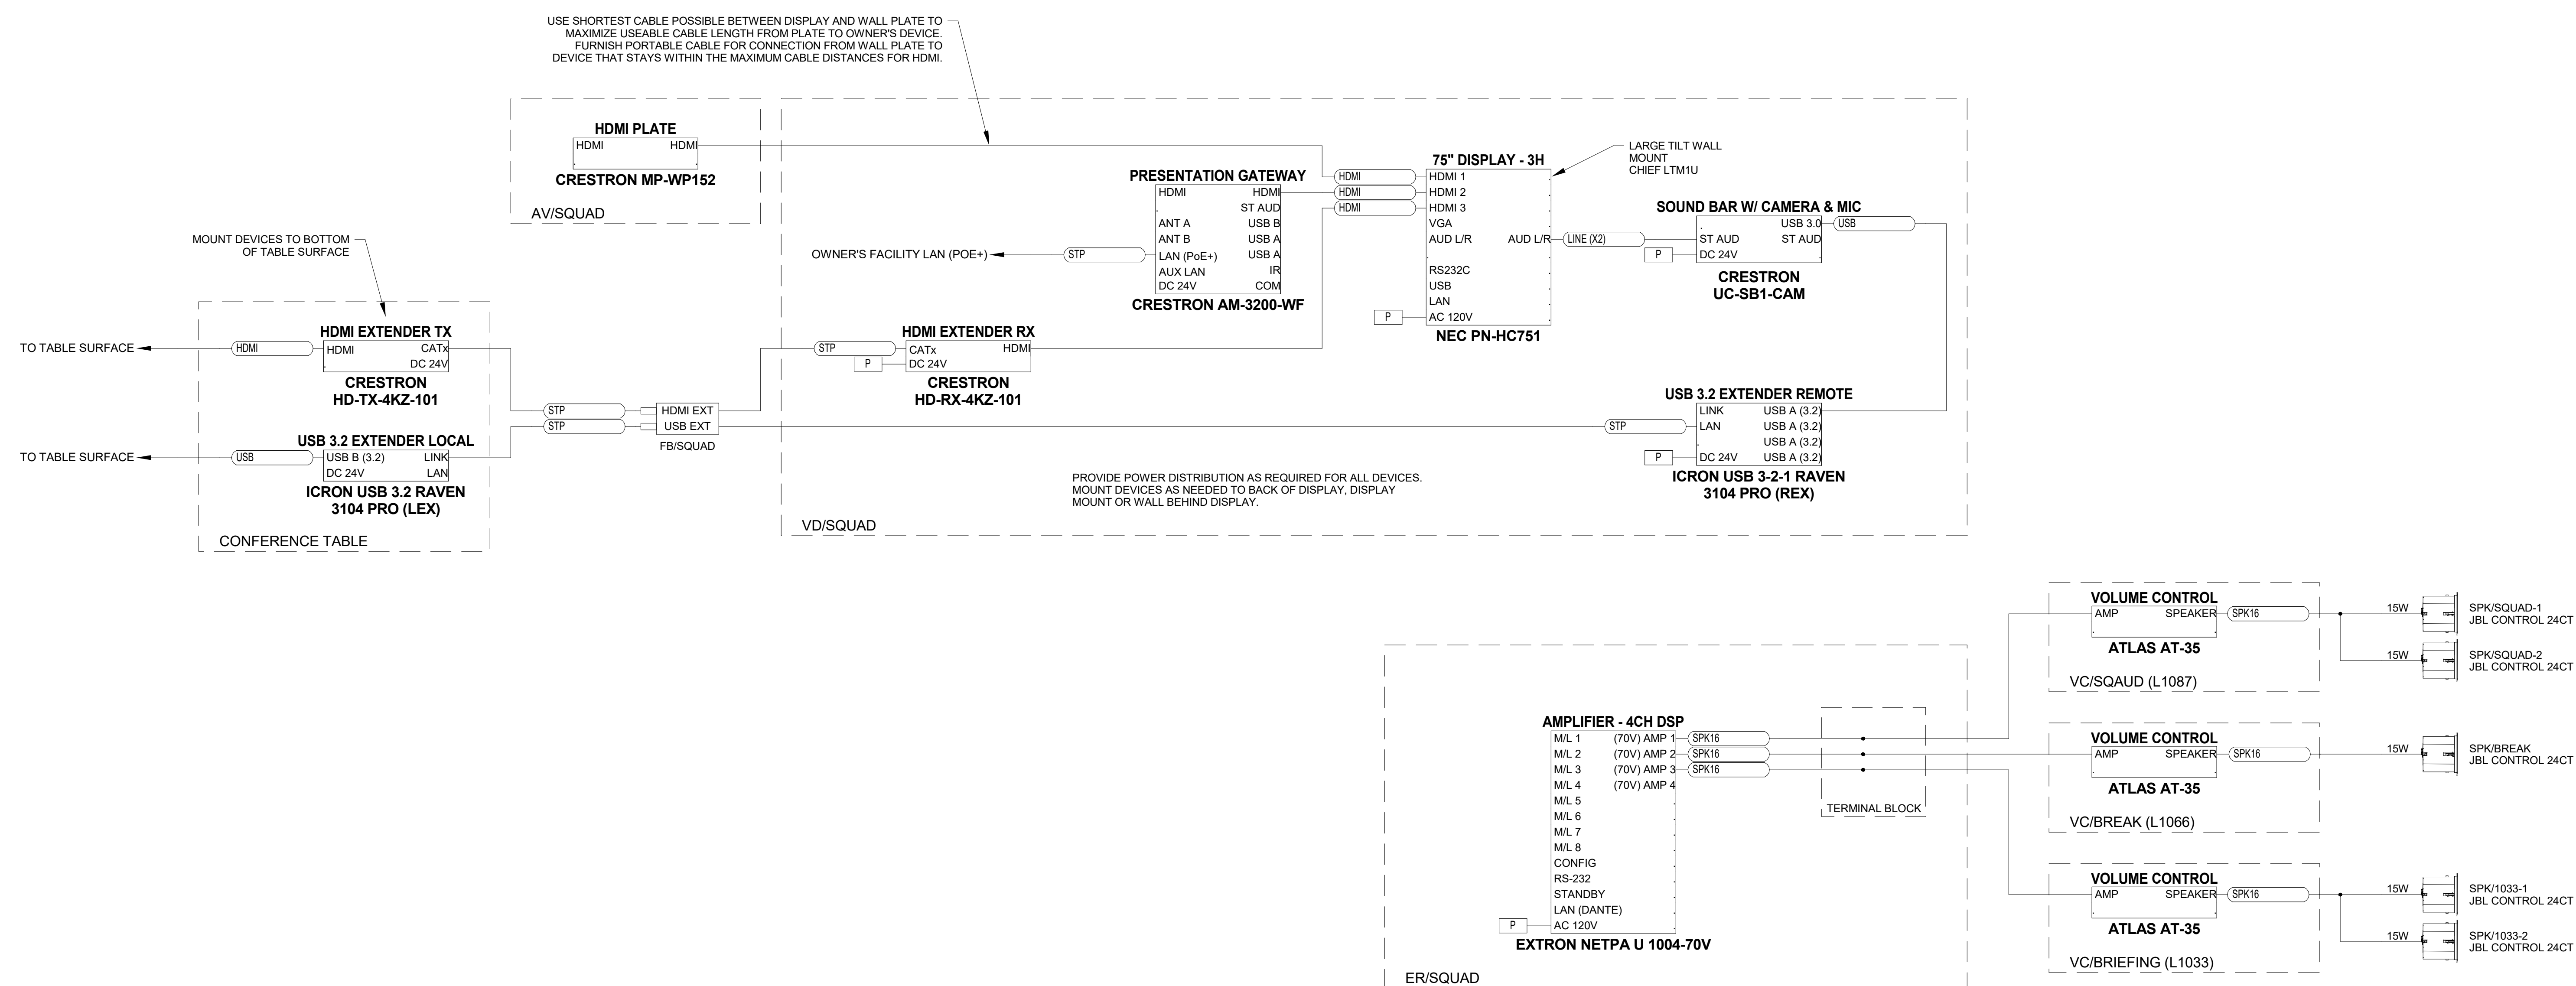 USE SHORTEST CABLE POSSIBLE BETWEEN DISPLAY AND WALL PLATE TO
MAXIMIZE USEABLE CABLE LENGTH FROM PLATE TO OWNER'S DEVICE.
FURNISH PORTABLE CABLE FOR CONNECTION FROM WALL PLATE TO
DEVICE THAT STAYS WITHIN THE MAXIMUM CABLE DISTANCES FOR HDMI.
HDMI PLATE
HDMI HDMI
CRESTRON MP-WP152
AV/SQUAD
MOUNT DEVICES TO BOTTOM
OF TABLE SURFACE
TO TABLE SURFACE
HDMI
HDMI EXTENDER TX
HDMI CATx
DC 24V
CRESTRON
HD-TX-4KZ-101
TO TABLE SURFACE
USB
USB 3.2 EXTENDER LOCAL
USB B (3.2) LINK
DC 24V LAN
ICRON USB 3.2 RAVEN
3104 PRO (LEX)
CONFERENCE TABLE
STP
STP
HDMI EXT
USB EXT
FB/SQUAD
OWNER'S FACILITY LAN (POE+)
STP
PRESENTATION GATEWAY
HDMI HDMI
ST AUD
ANT A USB B
ANT B USB A
LAN (PoE+) USB A
AUX LAN IR
DC 24V COM
CRESTRON AM-3200-WF
STP
P
HDMI EXTENDER RX
CATx HDMI
DC 24V
CRESTRON
HD-RX-4KZ-101
HDMI
HDMI
HDMI
75" DISPLAY - 3H
HDMI 1
HDMI 2
HDMI 3
VGA
AUD L/R AUD L/R
RS232C
USB
LAN
P
AC 120V
NEC PN-HC751
LARGE TILT WALL
MOUNT
CHIEF LTM1U
LINE (X2)
SOUND BAR W/ CAMERA & MIC
USB 3.0
USB
ST AUD ST AUD
P
DC 24V
CRESTRON
UC-SB1-CAM
STP
USB 3.2 EXTENDER REMOTE
LINK USB A (3.2)
LAN USB A (3.2)
USB A (3.2)
P
DC 24V USB A (3.2)
ICRON USB 3-2-1 RAVEN
3104 PRO (REX)
PROVIDE POWER DISTRIBUTION AS REQUIRED FOR ALL DEVICES.
MOUNT DEVICES AS NEEDED TO BACK OF DISPLAY, DISPLAY
MOUNT OR WALL BEHIND DISPLAY.
VD/SQUAD
AMPLIFIER - 4CH DSP
M/L 1 (70V) AMP 1 SPK16
M/L 2 (70V) AMP 2 SPK16
M/L 3 (70V) AMP 3 SPK16
M/L 4 (70V) AMP 4
M/L 5
M/L 6
M/L 7
M/L 8
CONFIG
RS-232
STANDBY
LAN (DANTE)
P
AC 120V
EXTRON NETPA U 1004-70V
TERMINAL BLOCK
ER/SQUAD
VOLUME CONTROL
AMP SPEAKER SPK16
ATLAS AT-35
VC/SQAUD (L1087)
15W
SPK/SQUAD-1
JBL CONTROL 24CT
15W
SPK/SQUAD-2
JBL CONTROL 24CT
VOLUME CONTROL
AMP SPEAKER SPK16
ATLAS AT-35
VC/BREAK (L1066)
15W
SPK/BREAK
JBL CONTROL 24CT
VOLUME CONTROL
AMP SPEAKER SPK16
ATLAS AT-35
VC/BRIEFING (L1033)
15W
SPK/1033-1
JBL CONTROL 24CT
15W
SPK/1033-2
JBL CONTROL 24CT